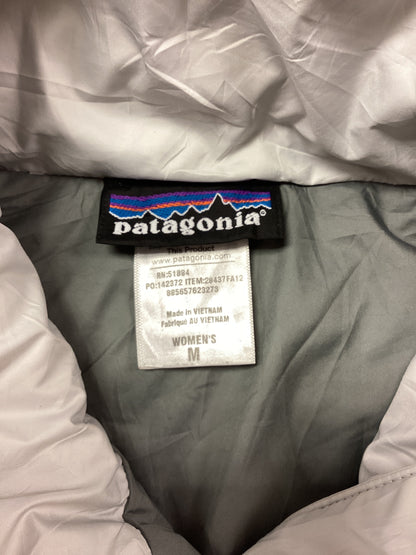 patagonia®
This Product
www.patagonia.com
RN:51884
PO:142372 ITEM:28437FA12
885657623273
Made in VIETNAM
Fabriqué AU VIETNAM
WOMEN'S
M